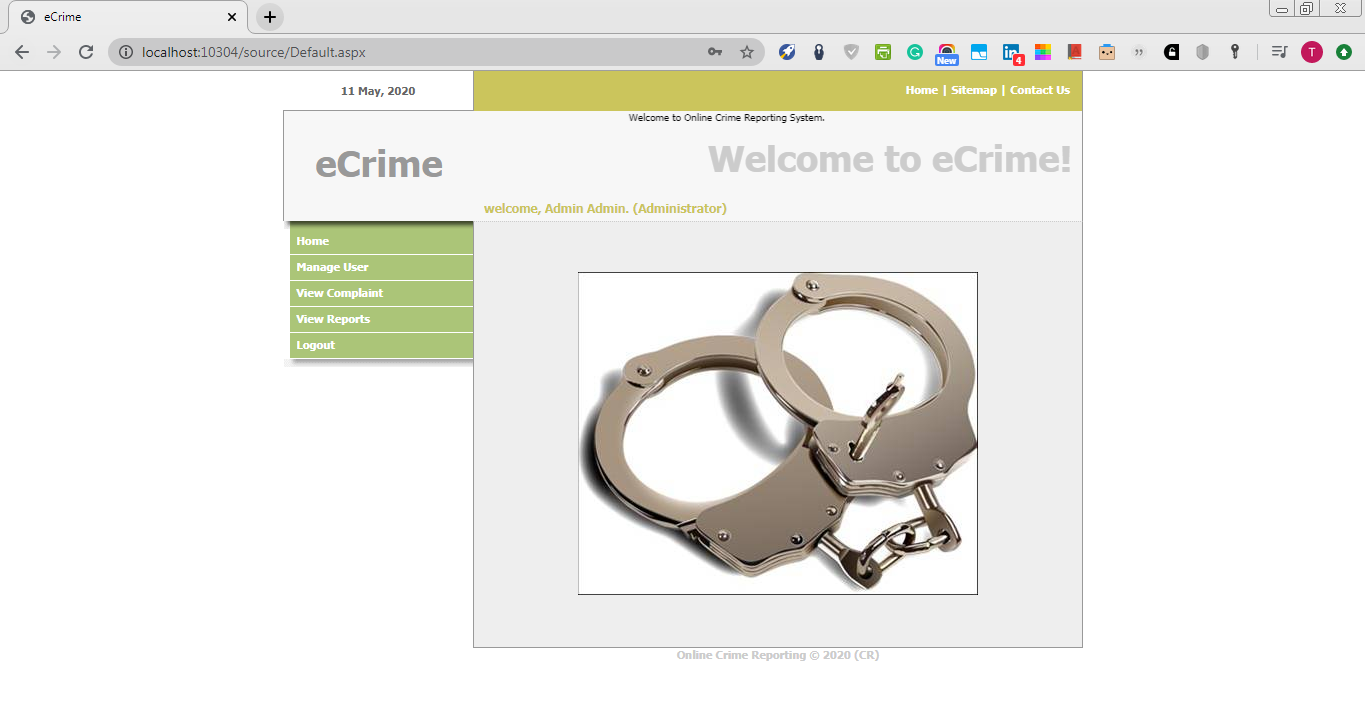 eCrime
localhost:10304/source/Default.aspx
New
4
T
11 May, 2020
Home | Sitemap | Contact Us
Welcome to Online Crime Reporting System.
eCrime
Welcome to eCrime!
welcome, Admin Admin. (Administrator)
Home
Manage User
View Complaint
View Reports
Logout
Online Crime Reporting © 2020 (CR)